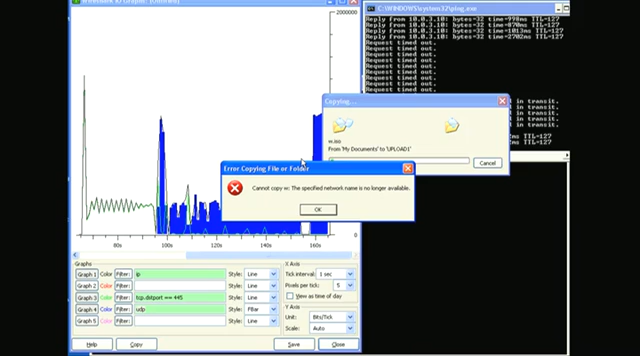 2000000
C:\WINDOWS\system32\ping.exe
Reply from 10.0.3.10: bytes=32 time=998ms TTL=127
Reply from 10.0.3.10: bytes=32 time=870ms TTL=127
Reply from 10.0.3.10: bytes=32 time=1013ms TTL=127
Reply from 10.0.3.10: bytes=32 time=2702ms TTL=127
Request timed out.
Request timed out.
Request timed out.
Request timed out.
Request timed out.
Request timed out.
Copying...
in transit.
in transit.
in transit.
ms TTL=127
ms TTL=127
From 'My Documents' to 'UPLOAD1'
Cancel
Error Copying File or Folder
Cannot copy The specified network name is no longer available.
OK
0
80s 100s 120s 140s 160s
Graphs
Graph 1 Color Filter: ip Style: Line
Graph 2 Color Filter: Style: Line
Graph 3 Color Filter: tcp.dstport == 445 Style: Line
Graph 4 Color Filter: udp Style: FBar
Graph 5 Color Filter: Style: Line
X Axis
Tick interval: 1 sec
Pixels per tick: 5
View as time of day
Y Axis
Unit: Bits/Tick
Scale: Auto
Help Copy Save Close